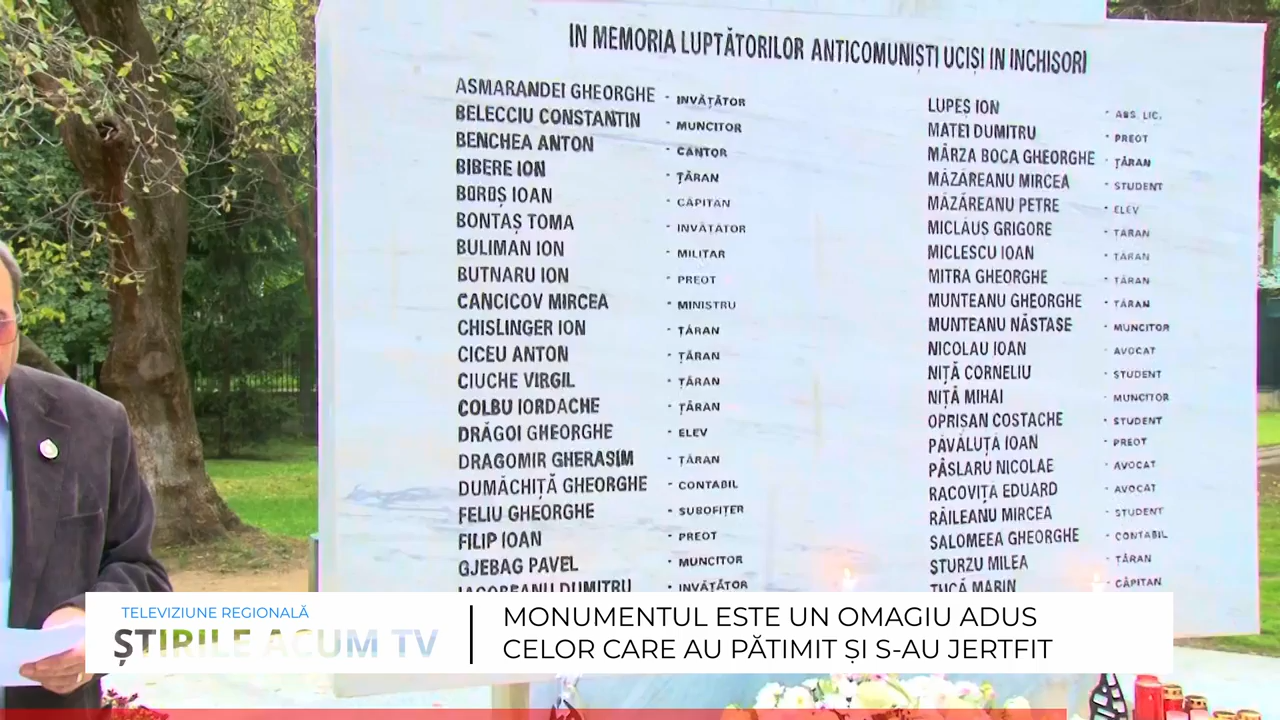 IN MEMORIA LUPTĂTORILOR ANTICOMUNIȘTI UCIȘI IN INCHISORI
ASMARANDEI GHEORGHE - INVĂȚĂTOR
BELECCIU CONSTANTIN - MUNCITOR
BENCHEA ANTON - CANTOR
BIBERE ION - ȚĂRAN
BOROȘ IOAN - CĂPITAN
BONTAȘ TOMA - INVĂȚĂTOR
BULIMAN ION - MILITAR
BUTNARU ION - PREOT
CANCICOV MIRCEA - MINISTRU
CHISLINGER ION - ȚĂRAN
CICEU ANTON - ȚĂRAN
CIUCHE VIRGIL - ȚĂRAN
COLBU IORDACHE - ȚĂRAN
DRĂGOI GHEORGHE - ELEV
DRAGOMIR GHERASIM - ȚĂRAN
DUMĂCHIȚĂ GHEORGHE - CONTABIL
FELIU GHEORGHE - SUBOFIȚER
FILIP IOAN - PREOT
GJEBAG PAVEL - MUNCITOR
IACOBEANU DUMITRU - INVĂȚĂTOR
LUPEȘ ION - ABS. LIC.
MATEI DUMITRU - PREOT
MÂRZA BOCA GHEORGHE - ȚĂRAN
MĂZĂREANU MIRCEA - STUDENT
MĂZĂREANU PETRE - ELEV
MICLĂUS GRIGORE - ȚĂRAN
MICLESCU IOAN - ȚĂRAN
MITRA GHEORGHE - ȚĂRAN
MUNTEANU GHEORGHE - ȚĂRAN
MUNTEANU NĂSTASE - MUNCITOR
NICOLAU IOAN - AVOCAT
NIȚĂ CORNELIU - STUDENT
NIȚĂ MIHAI - MUNCITOR
OPRIȘAN COSTACHE - STUDENT
PĂVĂLUȚĂ IOAN - PREOT
PÂSLARU NICOLAE - AVOCAT
RACOVIȚĂ EDUARD - AVOCAT
RĂILEANU MIRCEA - STUDENT
SALOMEEA GHEORGHE - CONTABIL
STURZU MILEA - ȚĂRAN
ȚUCĂ MARIN - CĂPITAN
TELEVIZIUNE REGIONALĂ
ȘTIRILE ACUM TV
MONUMENTUL ESTE UN OMAGIU ADUS
CELOR CARE AU PĂTIMIT ȘI S-AU JERTFIT